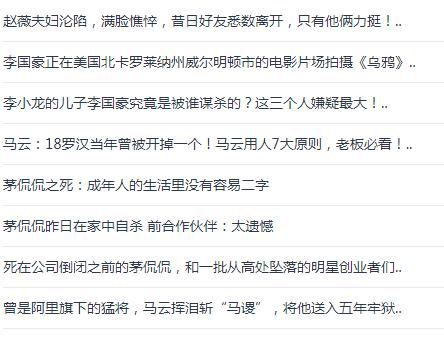 赵薇夫妇沦陷，满脸憔悴，昔日好友悉数离开，只有他俩力挺！..
李国豪正在美国北卡罗莱纳州威尔明顿市的电影片场拍摄《乌鸦》..
李小龙的儿子李国豪究竟是被谁谋杀的？这三个人嫌疑最大！..
马云：18罗汉当年曾被开掉一个！马云用人7大原则，老板必看！..
茅侃侃之死：成年人的生活里没有容易二字
茅侃侃昨日在家中自杀 前合作伙伴：太遗憾
死在公司倒闭之前的茅侃侃，和一批从高处坠落的明星创业者们..
曾是阿里旗下的猛将，马云挥泪斩“马谡”，将他送入五年牢狱..